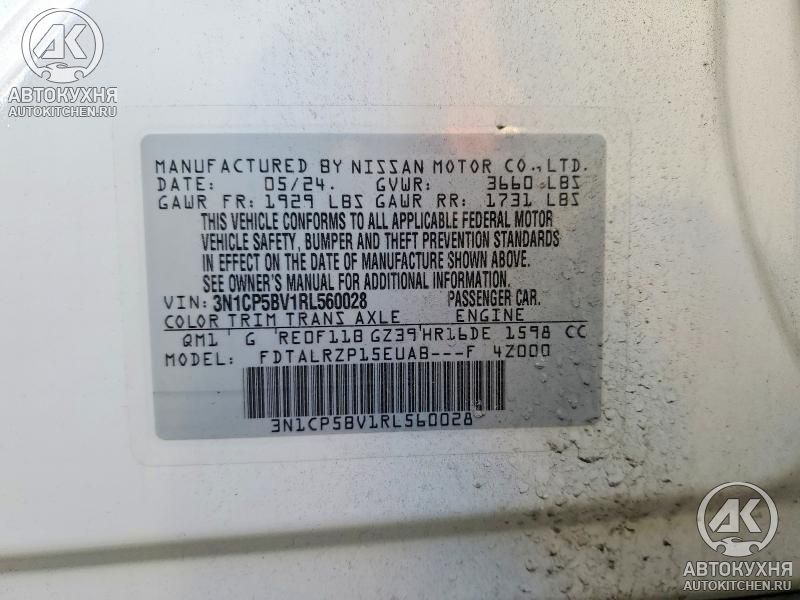 AK
АВТОКУХНЯ
AUTOKITCHEN.RU
MANUFACTURED BY NISSAN MOTOR CO.,LTD.
DATE: 05/24. GVWR: 3660 LBS
GAWR FR: 1929 LBS GAWR RR: 1731 LBS
THIS VEHICLE CONFORMS TO ALL APPLICABLE FEDERAL MOTOR
VEHICLE SAFETY, BUMPER AND THEFT PREVENTION STANDARDS
IN EFFECT ON THE DATE OF MANUFACTURE SHOWN ABOVE.
SEE OWNER'S MANUAL FOR ADDITIONAL INFORMATION.
VIN: 3N1CP5BV1RL560028 PASSENGER CAR.
COLOR TRIM TRANS AXLE ENGINE
QM1 G RE0F11B GZ39 HR16DE 1598 CC
MODEL: FDTALRZP15EUAB---F 4Z000
3N1CP5BV1RL560028
AK
АВТОКУХНЯ
AUTOKITCHEN.RU